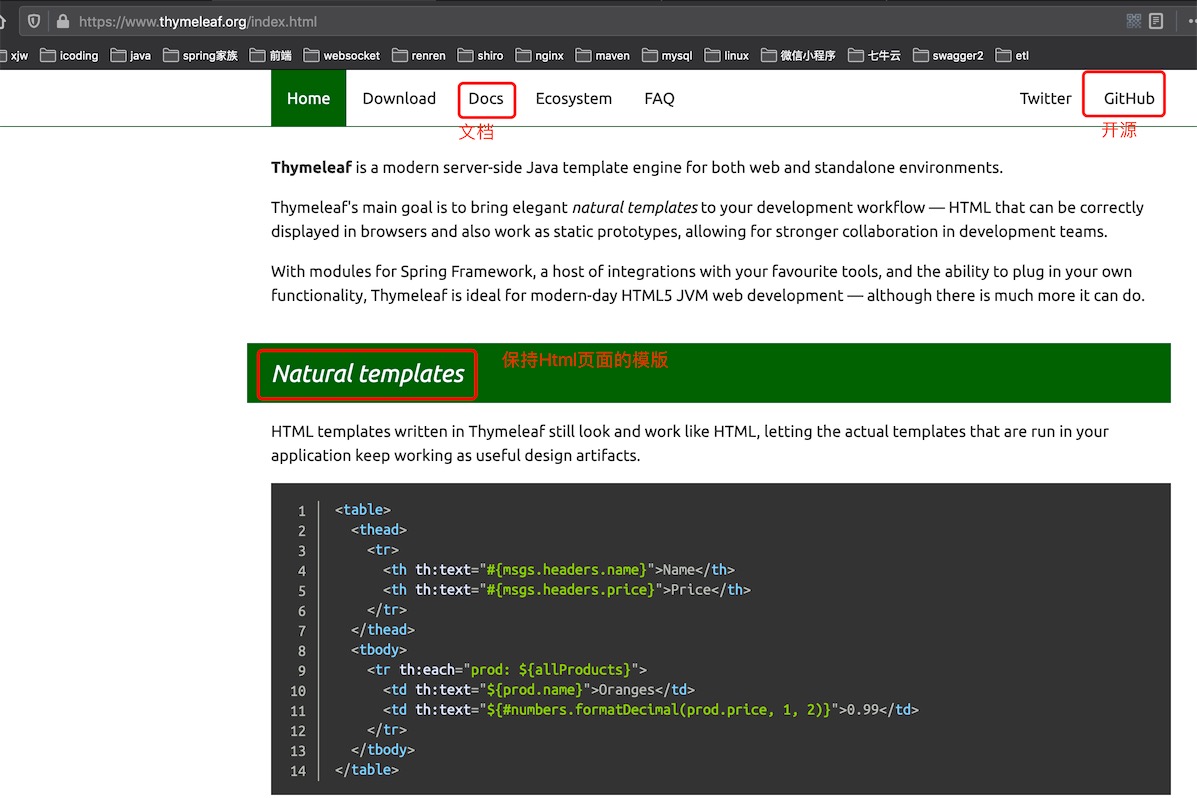 https://www.thymeleaf.org/index.html
xjw icoding java spring家族 前端 websocket renren shiro nginx maven mysql linux 微信小程序 七牛云 swagger2 etl
Home Download Docs Ecosystem FAQ Twitter GitHub
文档 开源
Thymeleaf is a modern server-side Java template engine for both web and standalone environments.
Thymeleaf's main goal is to bring elegant natural templates to your development workflow — HTML that can be correctly
displayed in browsers and also work as static prototypes, allowing for stronger collaboration in development teams.
With modules for Spring Framework, a host of integrations with your favourite tools, and the ability to plug in your own
functionality, Thymeleaf is ideal for modern-day HTML5 JVM web development — although there is much more it can do.
Natural templates 保持Html页面的模版
HTML templates written in Thymeleaf still look and work like HTML, letting the actual templates that are run in your
application keep working as useful design artifacts.
1 <table>
2 <thead>
3 <tr>
4 <th th:text="#{msgs.headers.name}">Name</th>
5 <th th:text="#{msgs.headers.price}">Price</th>
6 </tr>
7 </thead>
8 <tbody>
9 <tr th:each="prod: ${allProducts}">
10 <td th:text="${prod.name}">Oranges</td>
11 <td th:text="${#numbers.formatDecimal(prod.price, 1, 2)}">0.99</td>
12 </tr>
13 </tbody>
14 </table>